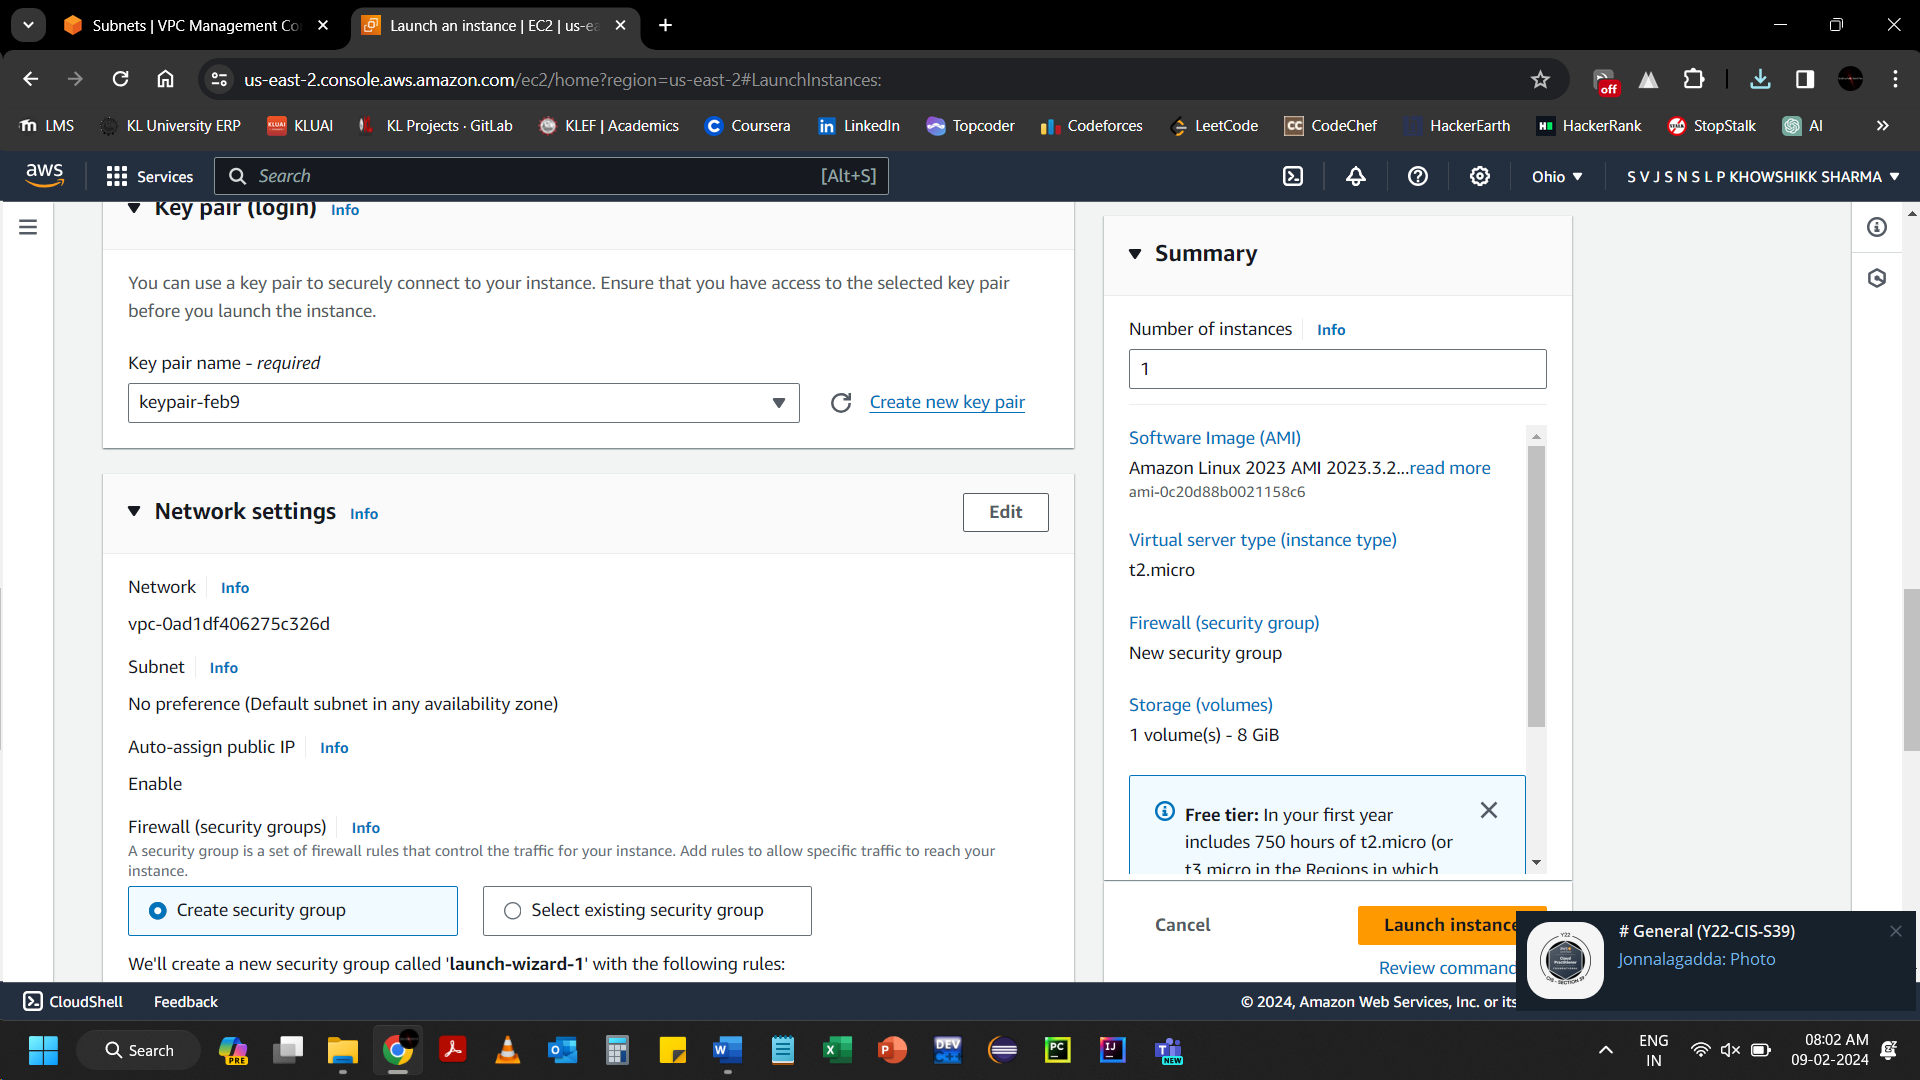 Subnets | VPC Management Co
Launch an instance | EC2 | us-ea
us-east-2.console.aws.amazon.com/ec2/home?region=us-east-2#LaunchInstances:
off
LMS
KL University ERP
KLUAI
KL Projects · GitLab
KLEF | Academics
Coursera
LinkedIn
Topcoder
Codeforces
LeetCode
CodeChef
HackerEarth
HackerRank
StopStalk
AI
aws
Services
Search
[Alt+S]
Ohio
S V J S N S L P KHOWSHIKK SHARMA
Key pair (login) Info
You can use a key pair to securely connect to your instance. Ensure that you have access to the selected key pair
before you launch the instance.
Key pair name - required
keypair-feb9
Create new key pair
Network settings Info
Edit
Network Info
vpc-0ad1df406275c326d
Subnet Info
No preference (Default subnet in any availability zone)
Auto-assign public IP Info
Enable
Firewall (security groups) Info
A security group is a set of firewall rules that control the traffic for your instance. Add rules to allow specific traffic to reach your
instance.
Create security group
Select existing security group
We'll create a new security group called 'launch-wizard-1' with the following rules:
Summary
Number of instances Info
1
Software Image (AMI)
Amazon Linux 2023 AMI 2023.3.2...read more
ami-0c20d88b0021158c6
Virtual server type (instance type)
t2.micro
Firewall (security group)
New security group
Storage (volumes)
1 volume(s) - 8 GiB
Free tier: In your first year
includes 750 hours of t2.micro (or
t3.micro in the Regions in which
Cancel
Launch instance
Review command
# General (Y22-CIS-S39)
Jonnalagadda: Photo
CloudShell
Feedback
© 2024, Amazon Web Services, Inc. or its
Search
ENG
IN
08:02 AM
09-02-2024